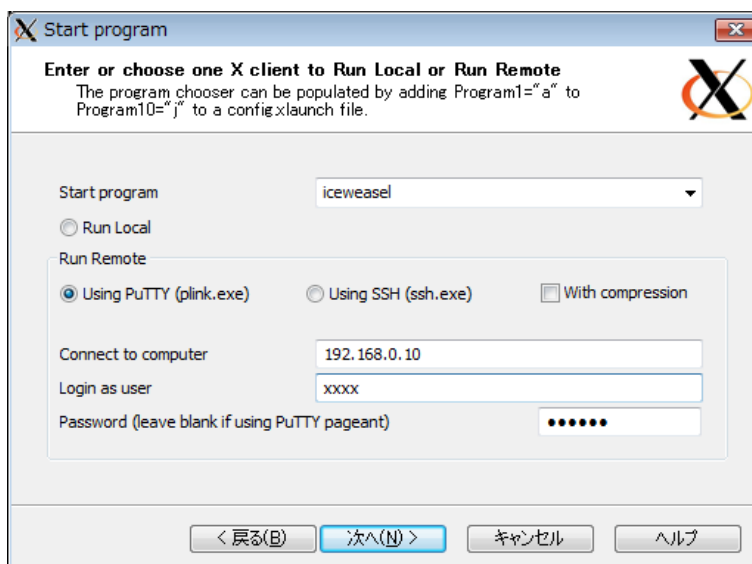 Start program
Enter or choose one X client to Run Local or Run Remote
The program chooser can be populated by adding Program1="a" to
Program10="j" to a config.xlaunch file.
Start program iceweasel
Run Local
Run Remote
Using PuTTY (plink.exe) Using SSH (ssh.exe) With compression
Connect to computer 192.168.0.10
Login as user xxxx
Password (leave blank if using PuTTY pageant) ●●●●●●
< 戻る(B) 次へ(N) > キャンセル ヘルプ